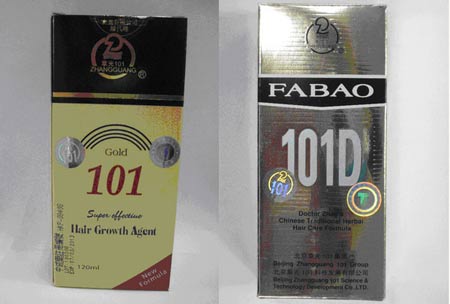 章光101
ZHANGGUANG
®
Gold
101
Super effective
Hair Growth Agent
120ml
New
Formula
FABAO
101D
101
Doctor Zhao's
Chinese Traditional Herbal
Hair Care Formula
Beijing Zhangguang 101 Group
Beijing Zhangguang 101 Science &
Technology Development Co., LTD.